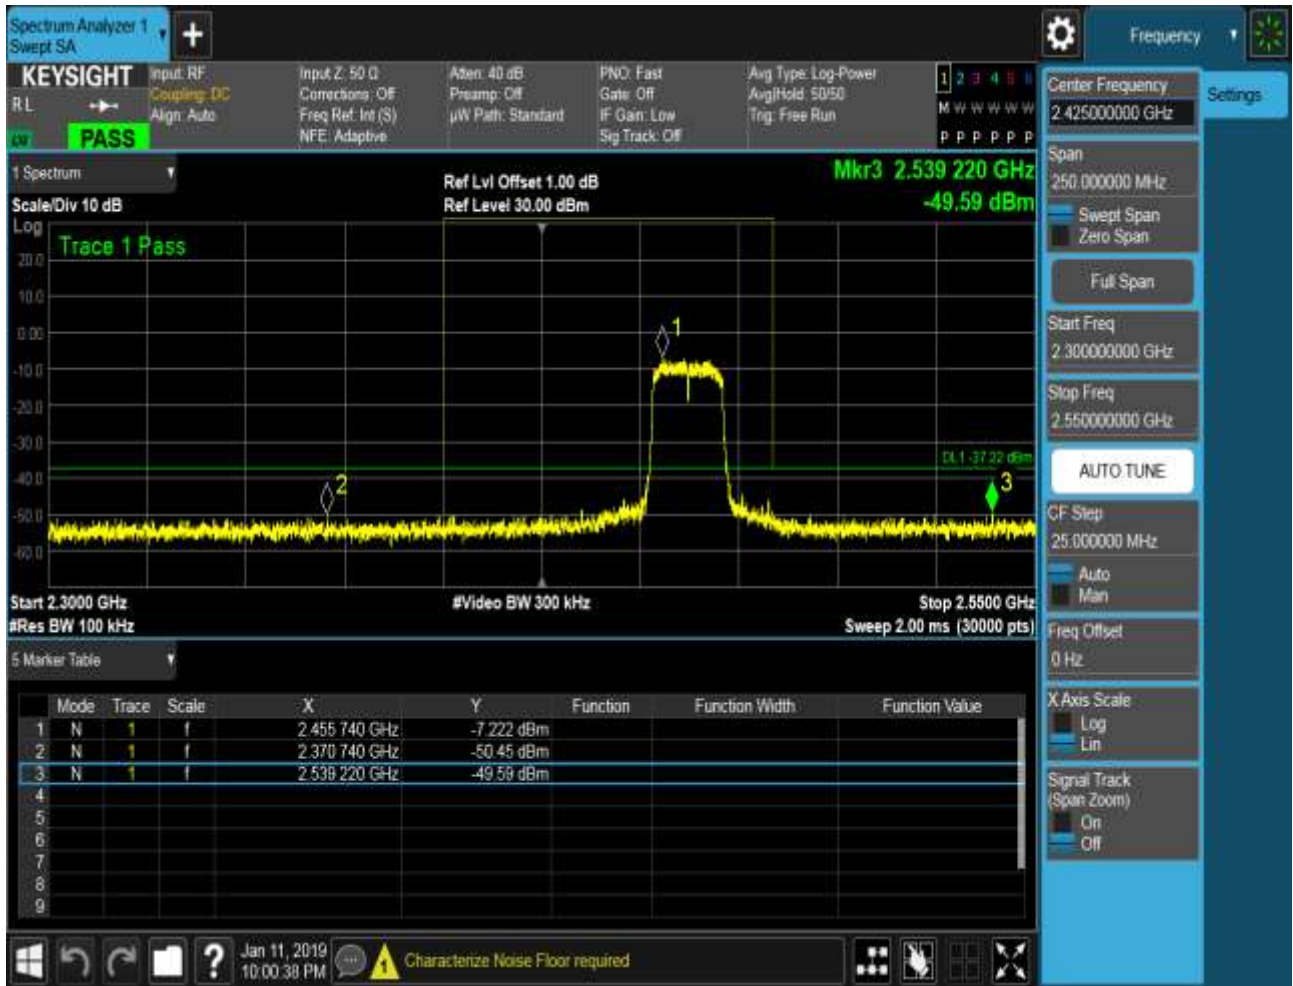 Spectrum Analyzer 1
Swept SA
Frequency
KEYSIGHT
R L
PASS
Input: RF
Coupling: DC
Align: Auto
Input Z: 50 Ω
Corrections: Off
Freq Ref: Int (S)
NFE: Adaptive
Atten: 40 dB
Preamp: Off
µW Path: Standard
PNO: Fast
Gate: Off
IF Gain: Low
Sig Track: Off
Avg Type: Log-Power
Avg|Hold: 50/50
Trig: Free Run
1 2 3 4 5 6
M W W W W W
P P P P P P
Settings
1 Spectrum
Scale/Div 10 dB
Ref Lvl Offset 1.00 dB
Ref Level 30.00 dBm
Mkr3 2.539 220 GHz
-49.59 dBm
Log
Trace 1 Pass
20.0
10.0
0.00
-10.0
-20.0
-30.0
-40.0
-50.0
-60.0
1
2
3
DL1 -37.22 dBm
Start 2.3000 GHz
#Res BW 100 kHz
#Video BW 300 kHz
Stop 2.5500 GHz
Sweep 2.00 ms (30000 pts)
5 Marker Table
Mode Trace Scale X Y Function Function Width Function Value
1 N 1 f 2.455 740 GHz -7.222 dBm
2 N 1 f 2.370 740 GHz -50.45 dBm
3 N 1 f 2.539 220 GHz -49.59 dBm
4
5
6
7
8
9
Center Frequency
2.425000000 GHz
Span
250.000000 MHz
Swept Span
Zero Span
Full Span
Start Freq
2.300000000 GHz
Stop Freq
2.550000000 GHz
AUTO TUNE
CF Step
25.000000 MHz
Auto
Man
Freq Offset
0 Hz
X Axis Scale
Log
Lin
Signal Track
(Span Zoom)
On
Off
?
Jan 11, 2019
10:00:38 PM
1
Characterize Noise Floor required